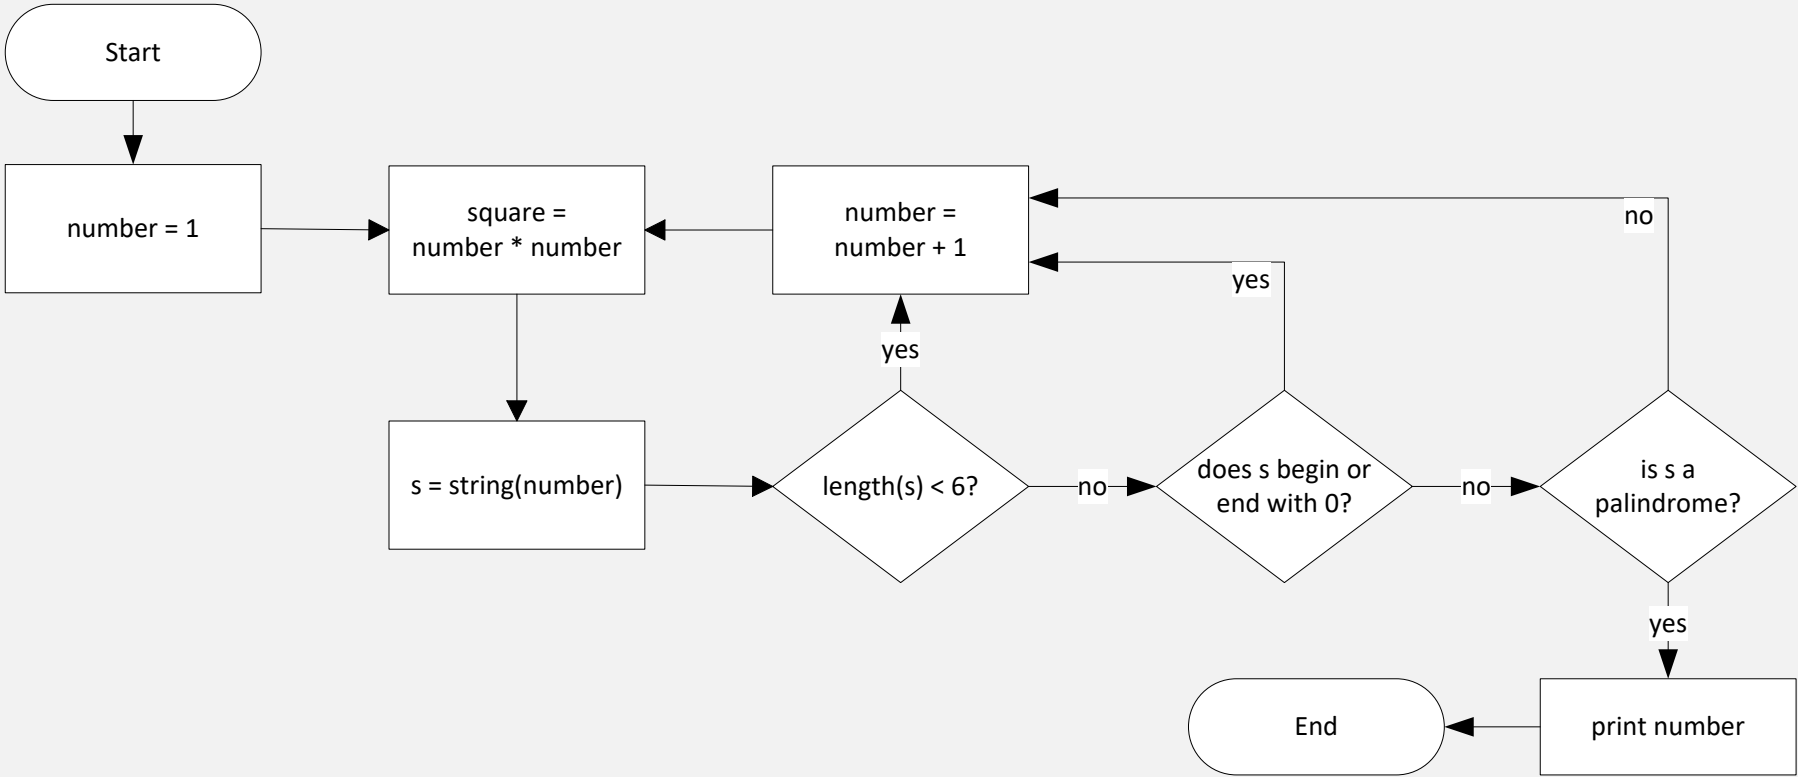 Start
number = 1
square =
number * number
number =
number + 1
no
yes
yes
s = string(number)
length(s) < 6?
no
does s begin or
end with 0?
no
is s a
palindrome?
yes
End
print number